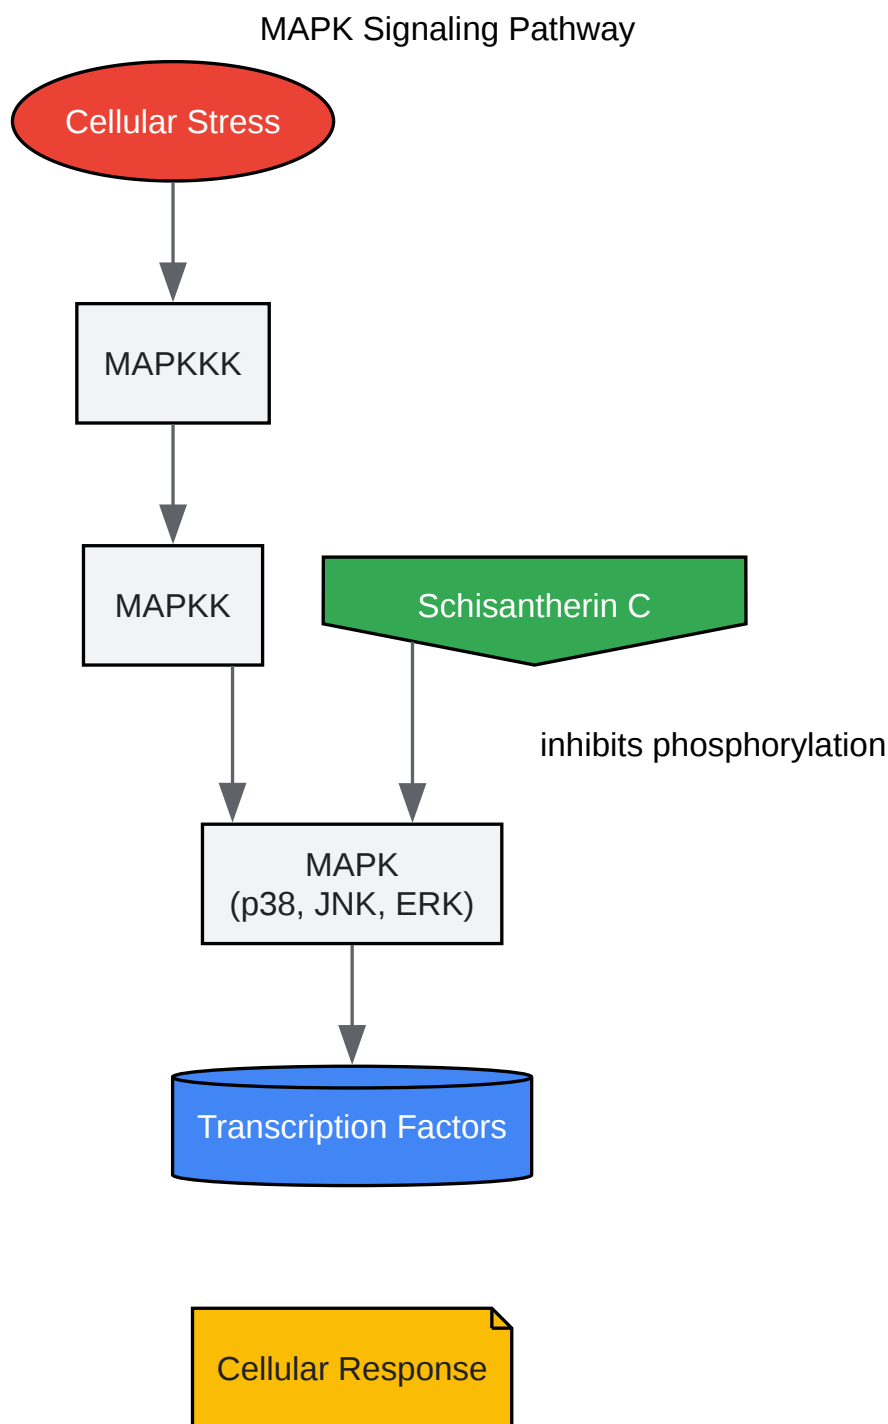 MAPK Signaling Pathway
Cellular Stress
MAPKKK
MAPKK
Schisantherin C
inhibits phosphorylation
MAPK
(p38, JNK, ERK)
Transcription Factors
Cellular Response